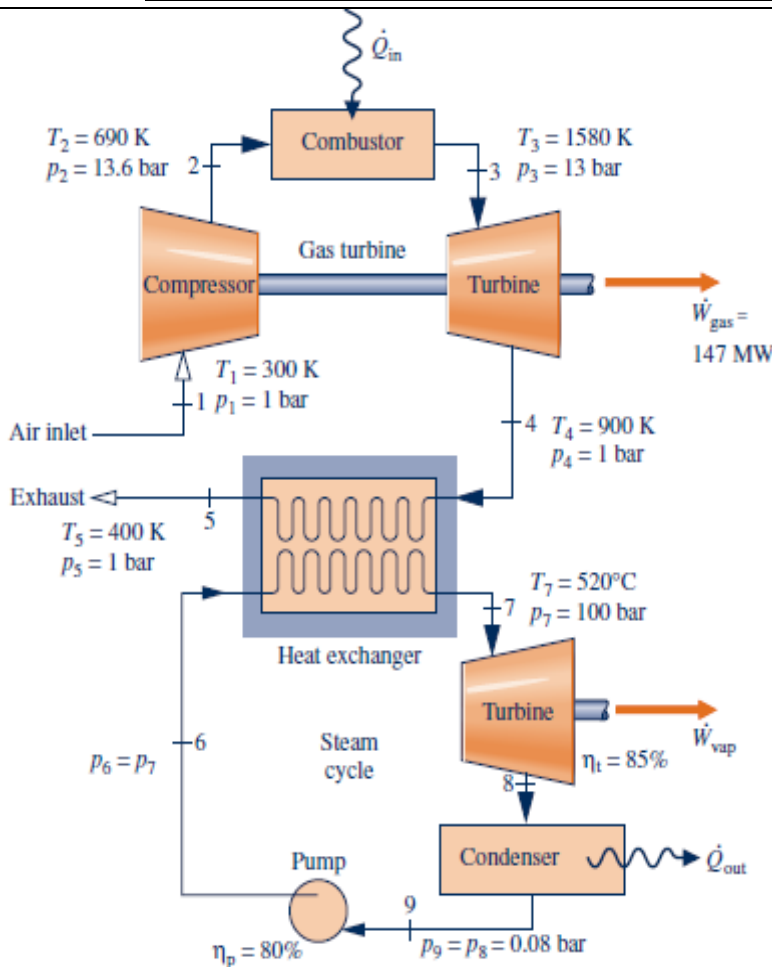 Q̇in
T2 = 690 K
p2 = 13.6 bar
2
Combustor
T3 = 1580 K
3
p3 = 13 bar
Gas turbine
Compressor
Turbine
Ẇgas =
147 MW
T1 = 300 K
1
p1 = 1 bar
Air inlet
4
T4 = 900 K
p4 = 1 bar
Exhaust
5
T5 = 400 K
p5 = 1 bar
T7 = 520°C
7
p7 = 100 bar
Heat exchanger
Turbine
Ẇvap
6
p6 = p7
Steam
cycle
ηt = 85%
8
Pump
Condenser
Q̇out
9
ηp = 80%
p9 = p8 = 0.08 bar